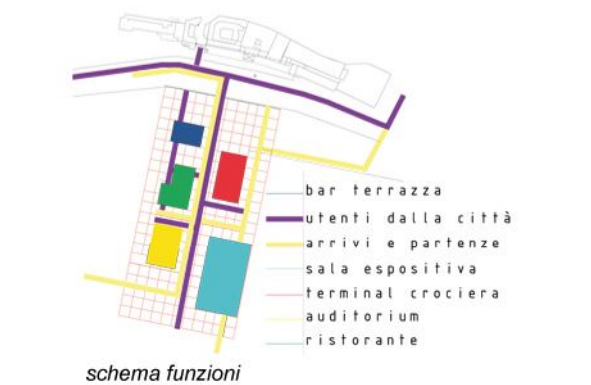 bar terrazza
utenti dalla città
arrivi e partenze
sala espositiva
terminal crociera
auditorium
ristorante
schema funzioni